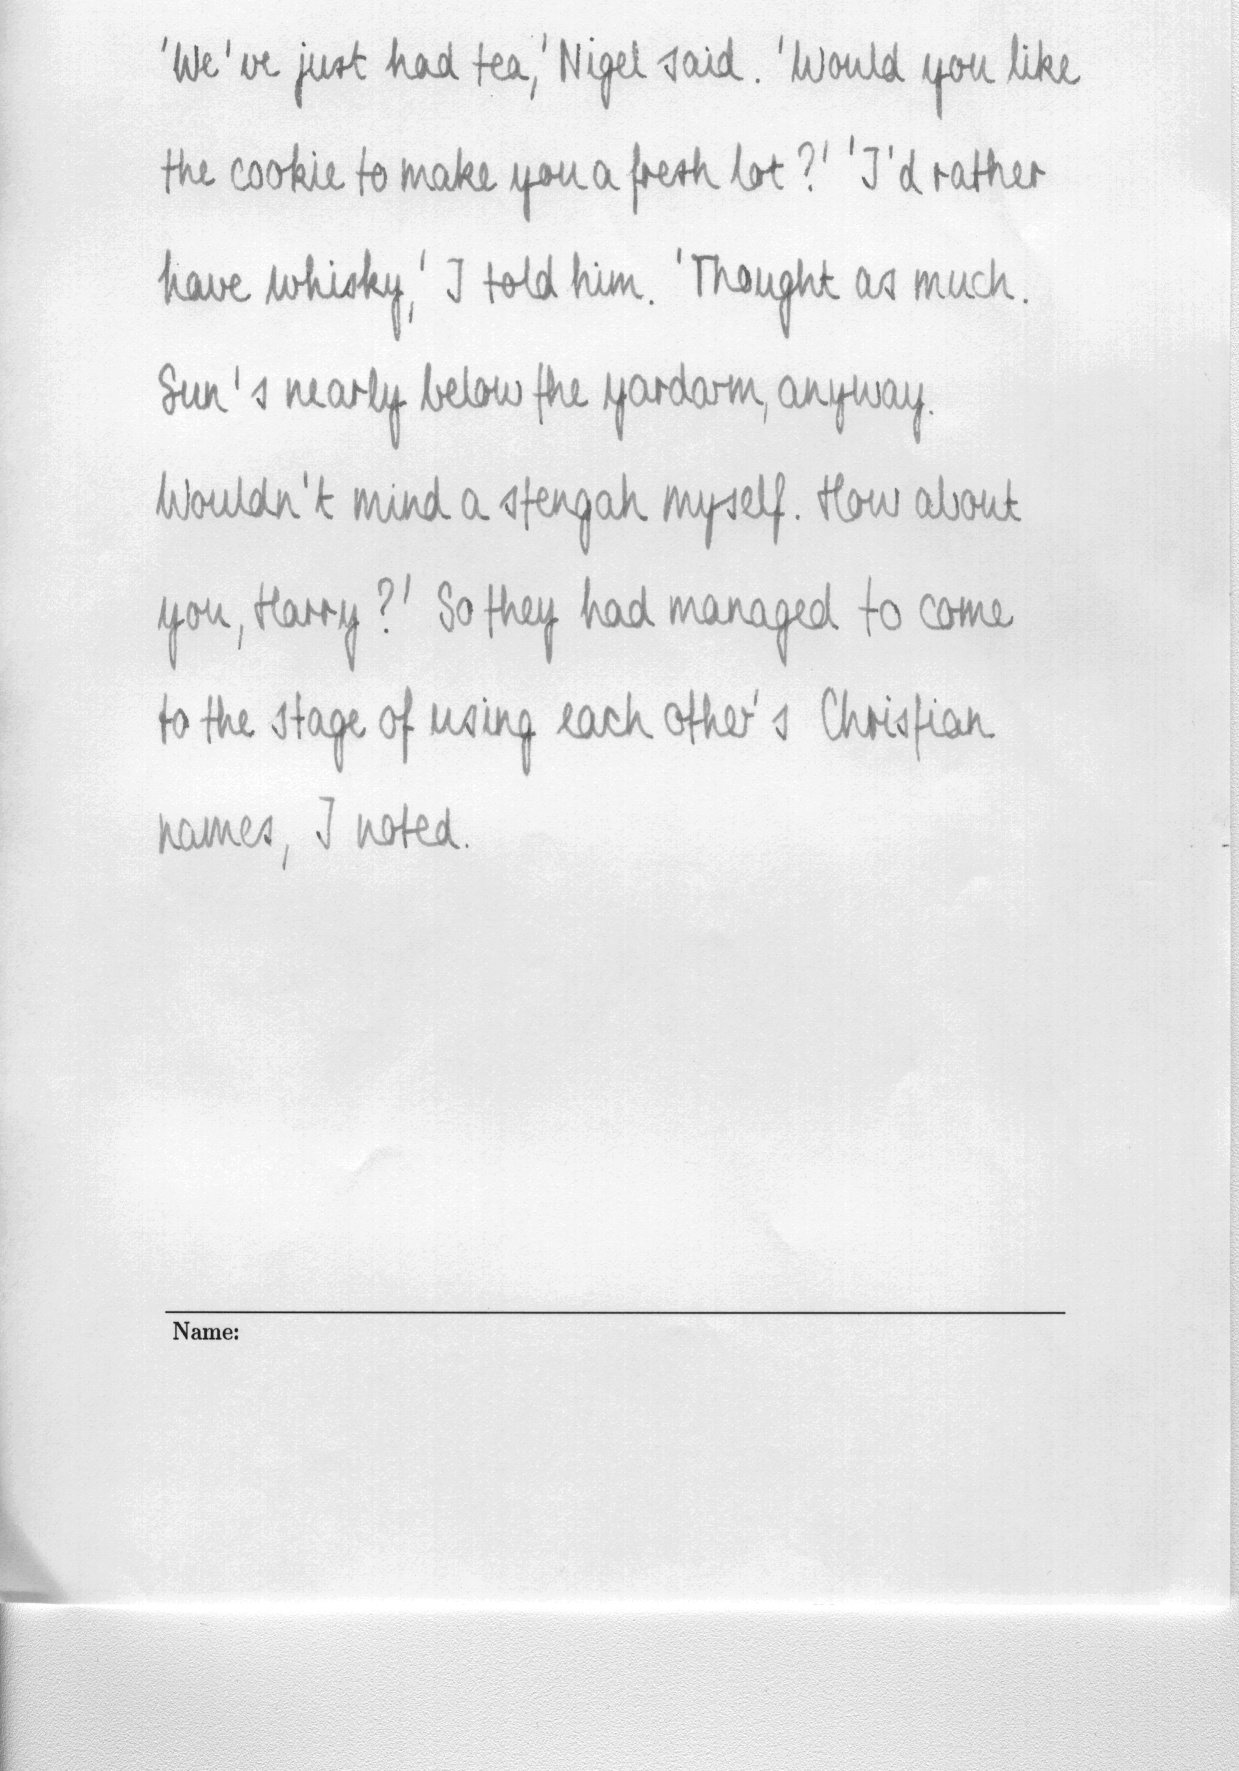 'We've just had tea,' Nigel said. 'Would you like
the cookie to make you a fresh lot?' 'I'd rather
have whisky,' I told him. 'Thought as much.
Sun's nearly below the yardarm, anyway.
Wouldn't mind a stengah myself. How about
you, Harry?' So they had managed to come
to the stage of using each other's Christian
names, I noted.
Name: